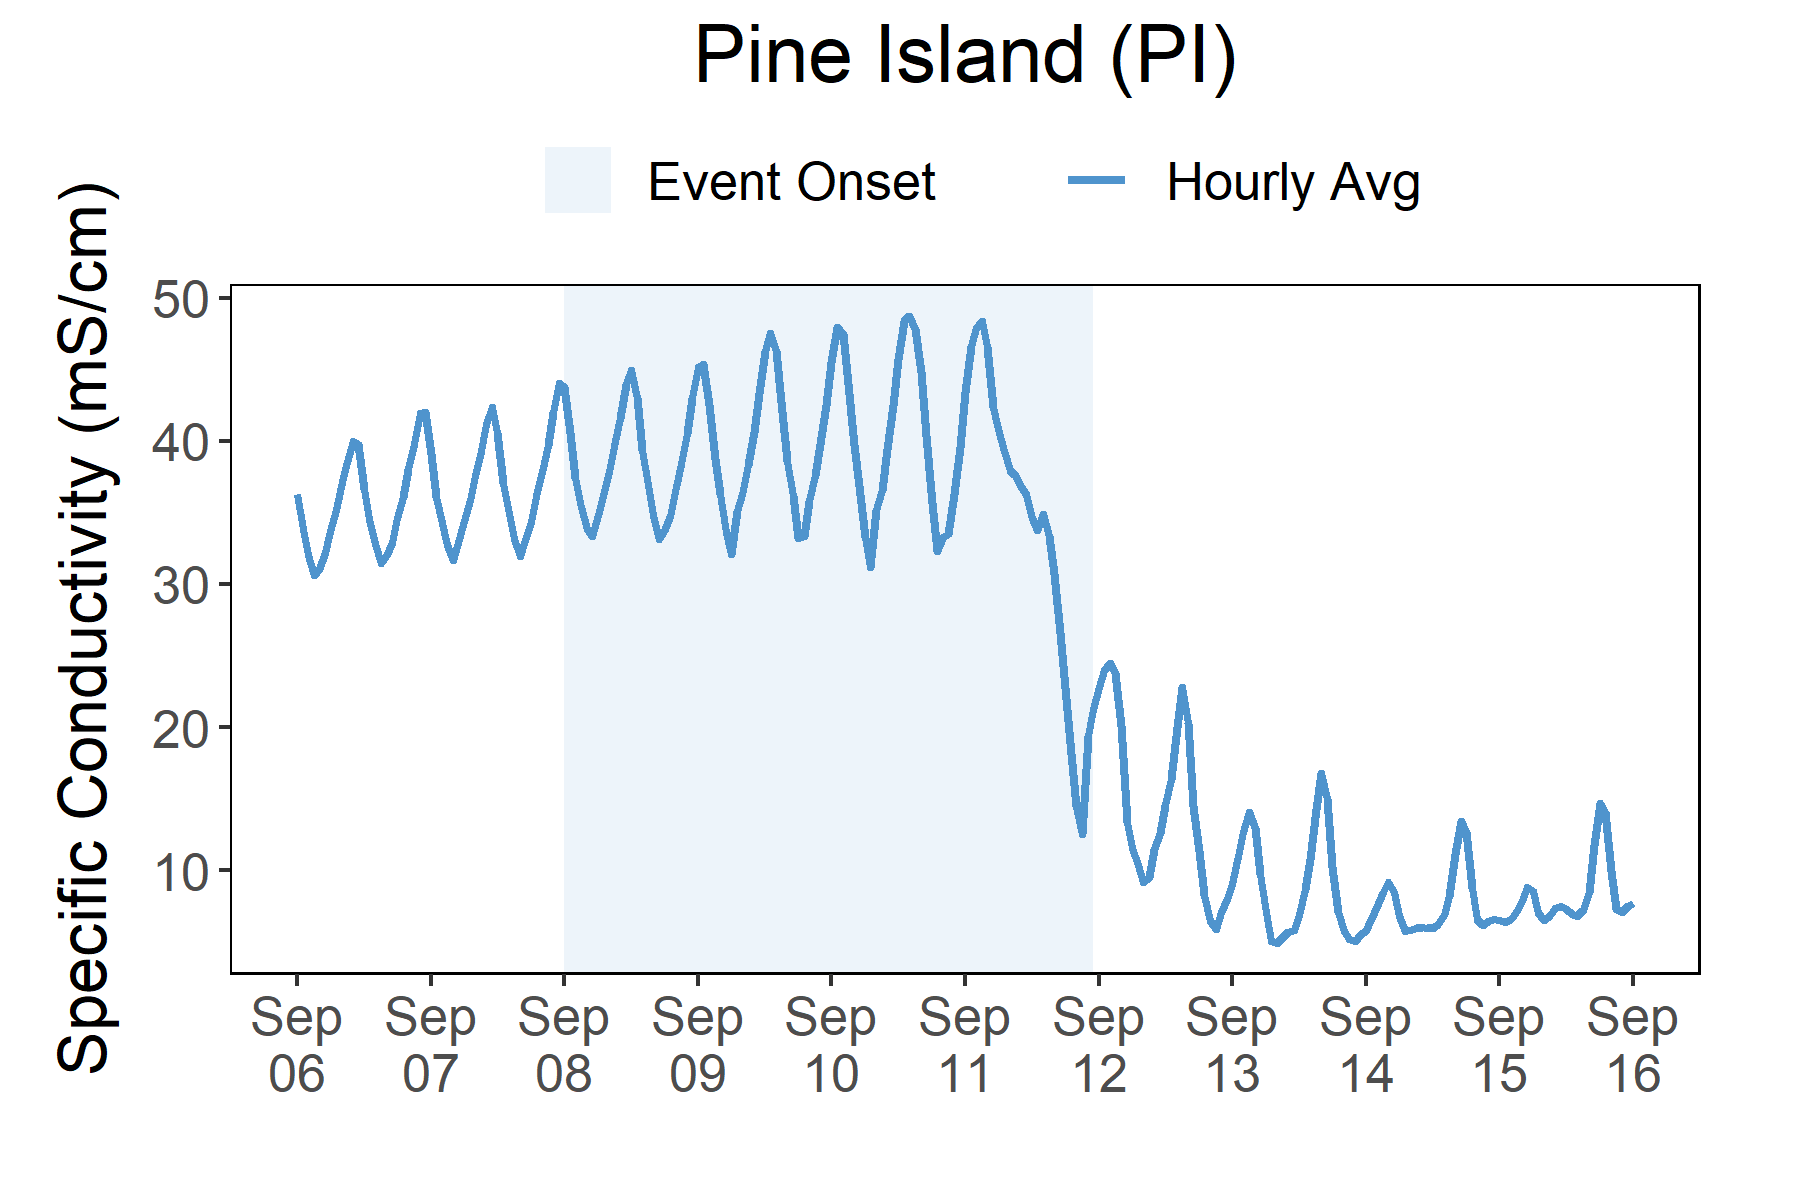 Pine Island (PI)
Event Onset
Hourly Avg
Specific Conductivity (mS/cm)
50
40
30
20
10
Sep 06
Sep 07
Sep 08
Sep 09
Sep 10
Sep 11
Sep 12
Sep 13
Sep 14
Sep 15
Sep 16